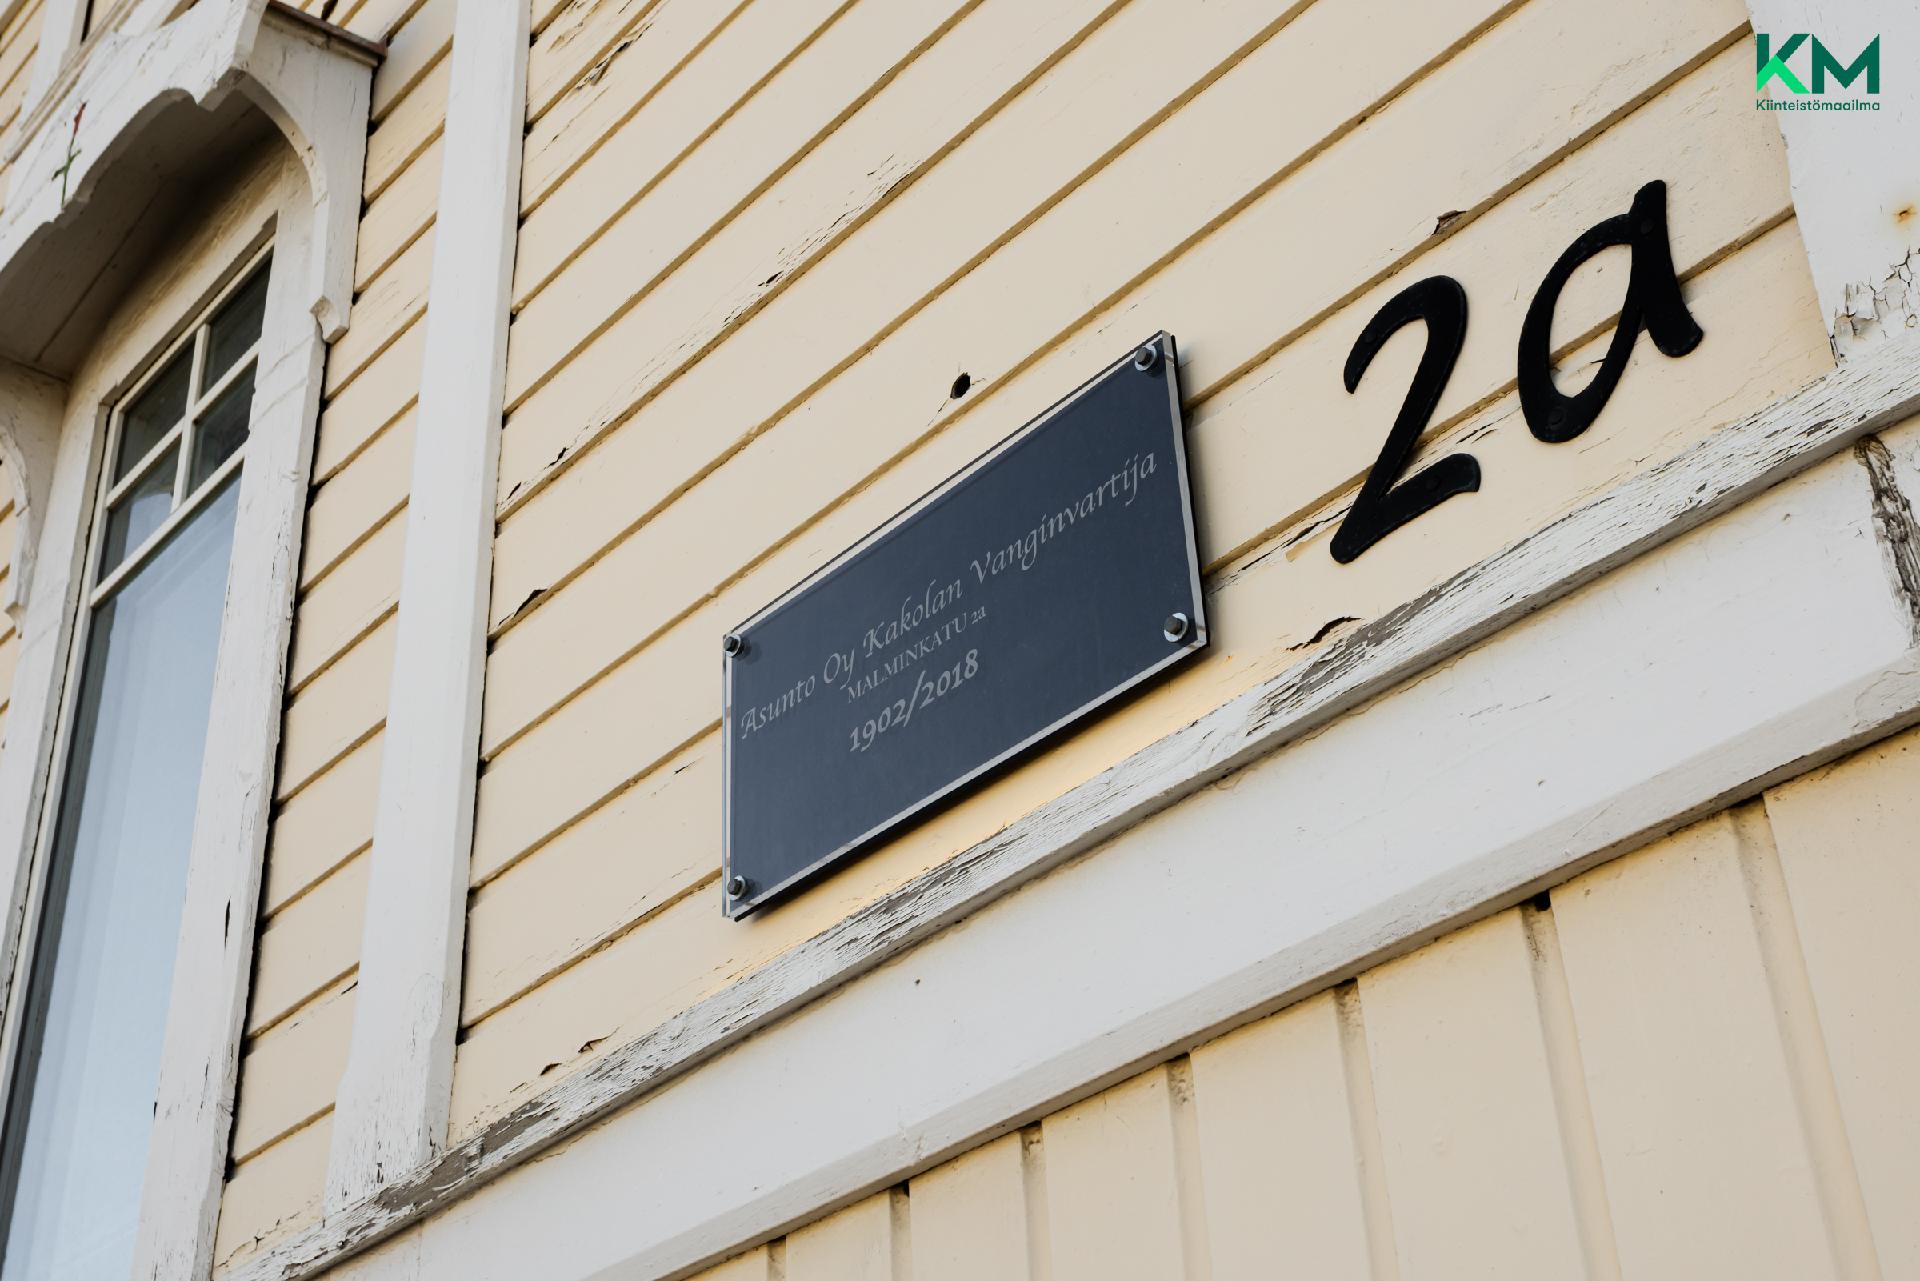 KM
Kiinteistömaailma
2a
Asunto Oy Kakolan Vanginvartija
MALMINKATU 2a
1902/2018